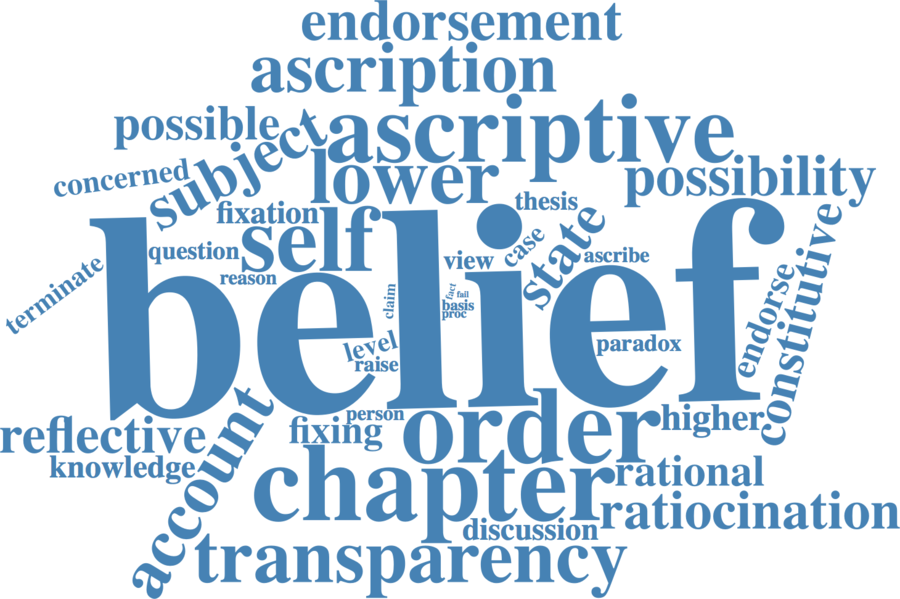 endorsement
ascription
possible
ascriptive
subject
lower
possibility
concerned
thesis
fixation
self
state
case
question
view
ascribe
reason
belief
terminate
claim
fact
fail
basis
proc
constitutive
endorse
level
raise
paradox
person
order
higher
reflective
fixing
account
knowledge
chapter
rational
ratiocination
discussion
transparency